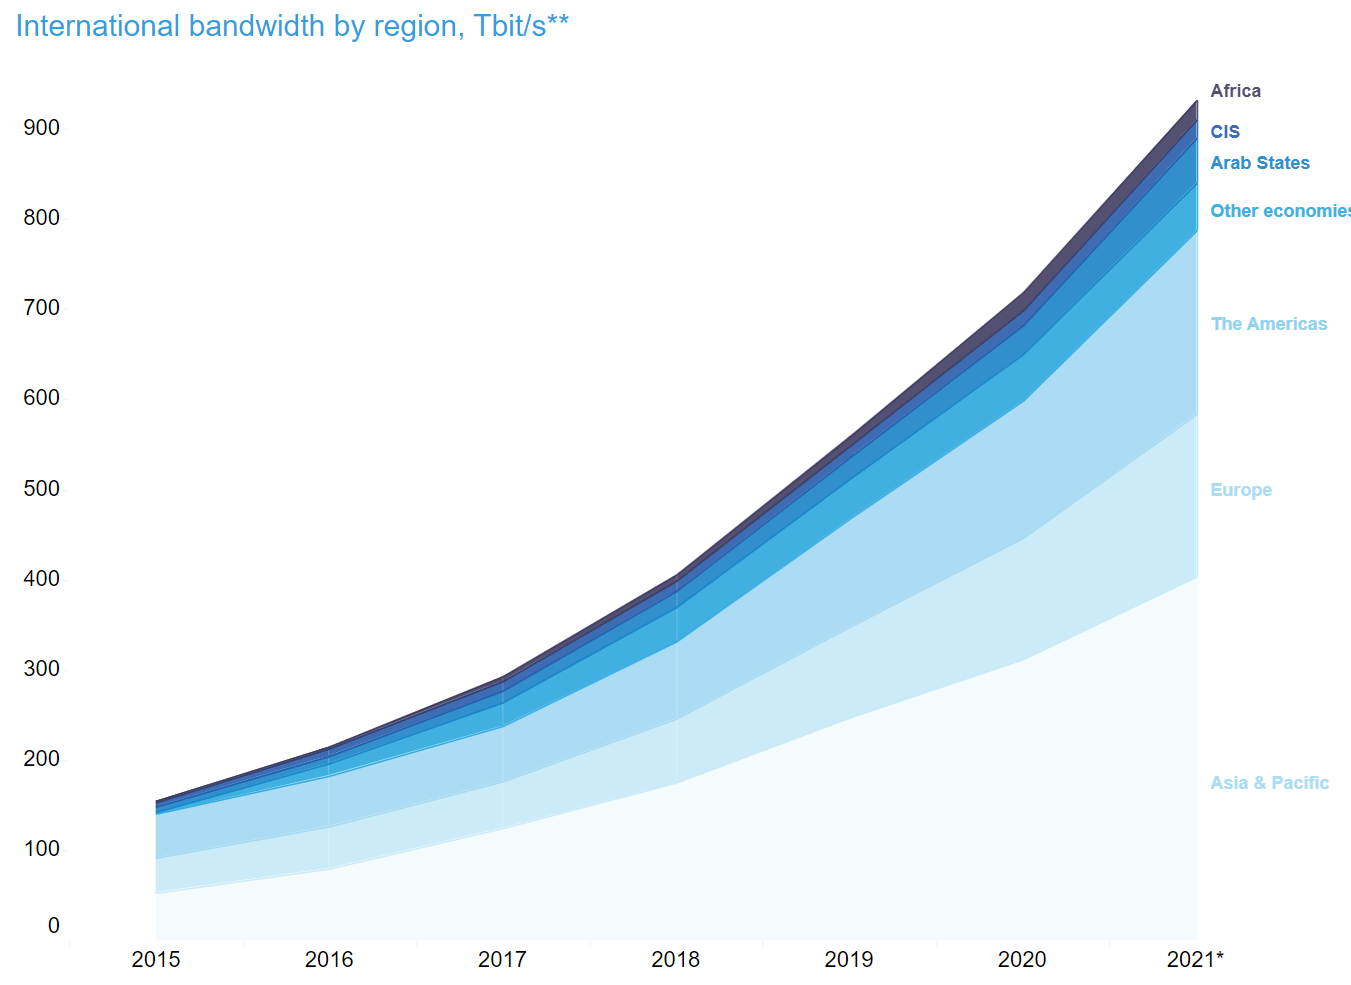 International bandwidth by region, Tbit/s**
Africa
900
CIS
Arab States
Other economies
800
The Americas
700
600
Europe
500
400
300
Asia & Pacific
200
100
0
2015 2016 2017 2018 2019 2020 2021*